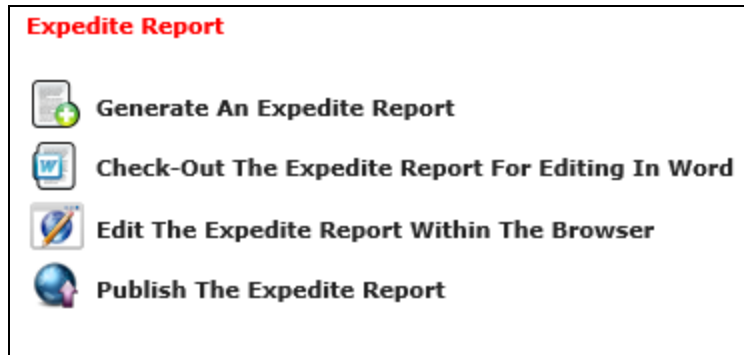 Expedite Report
Generate An Expedite Report
Check-Out The Expedite Report For Editing In Word
W
Edit The Expedite Report Within The Browser
Publish The Expedite Report